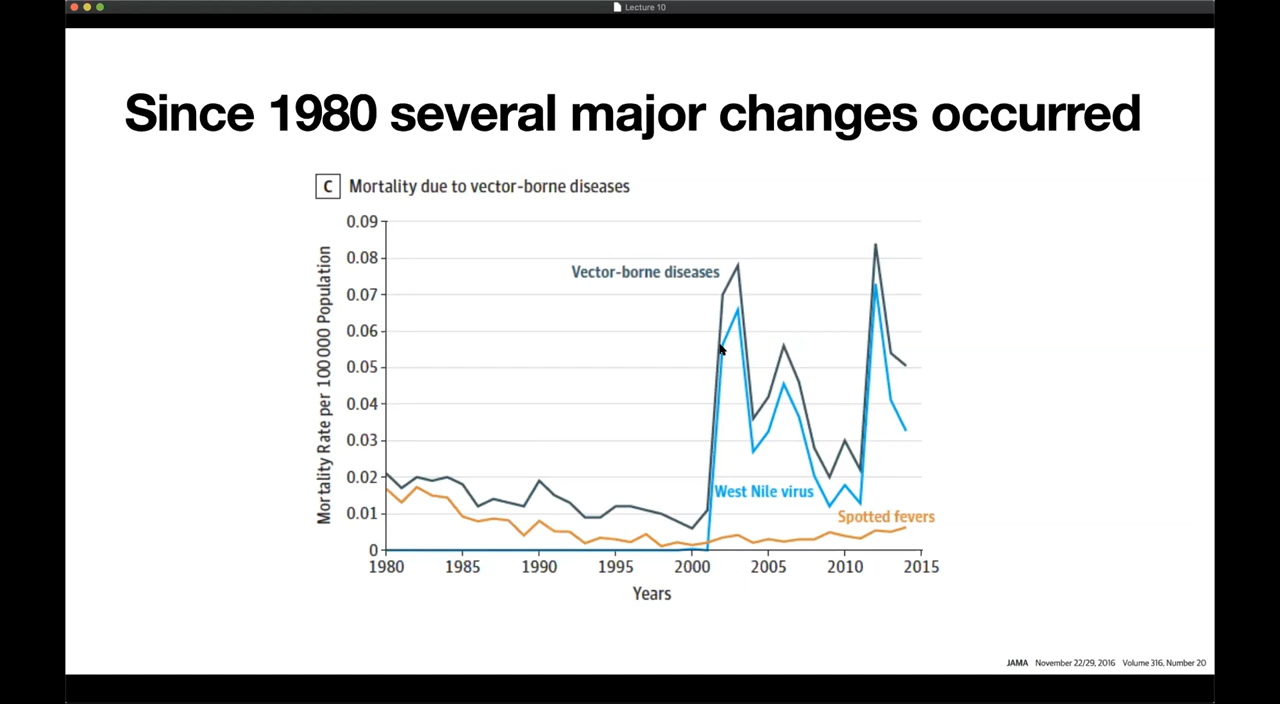 Lecture 10
Since 1980 several major changes occurred
C Mortality due to vector-borne diseases
Mortality Rate per 100 000 Population
0.09
0.08
0.07
0.06
0.05
0.04
0.03
0.02
0.01
0
Vector-borne diseases
West Nile virus
Spotted fevers
1980 1985 1990 1995 2000 2005 2010 2015
Years
JAMA November 22/29, 2016 Volume 316, Number 20